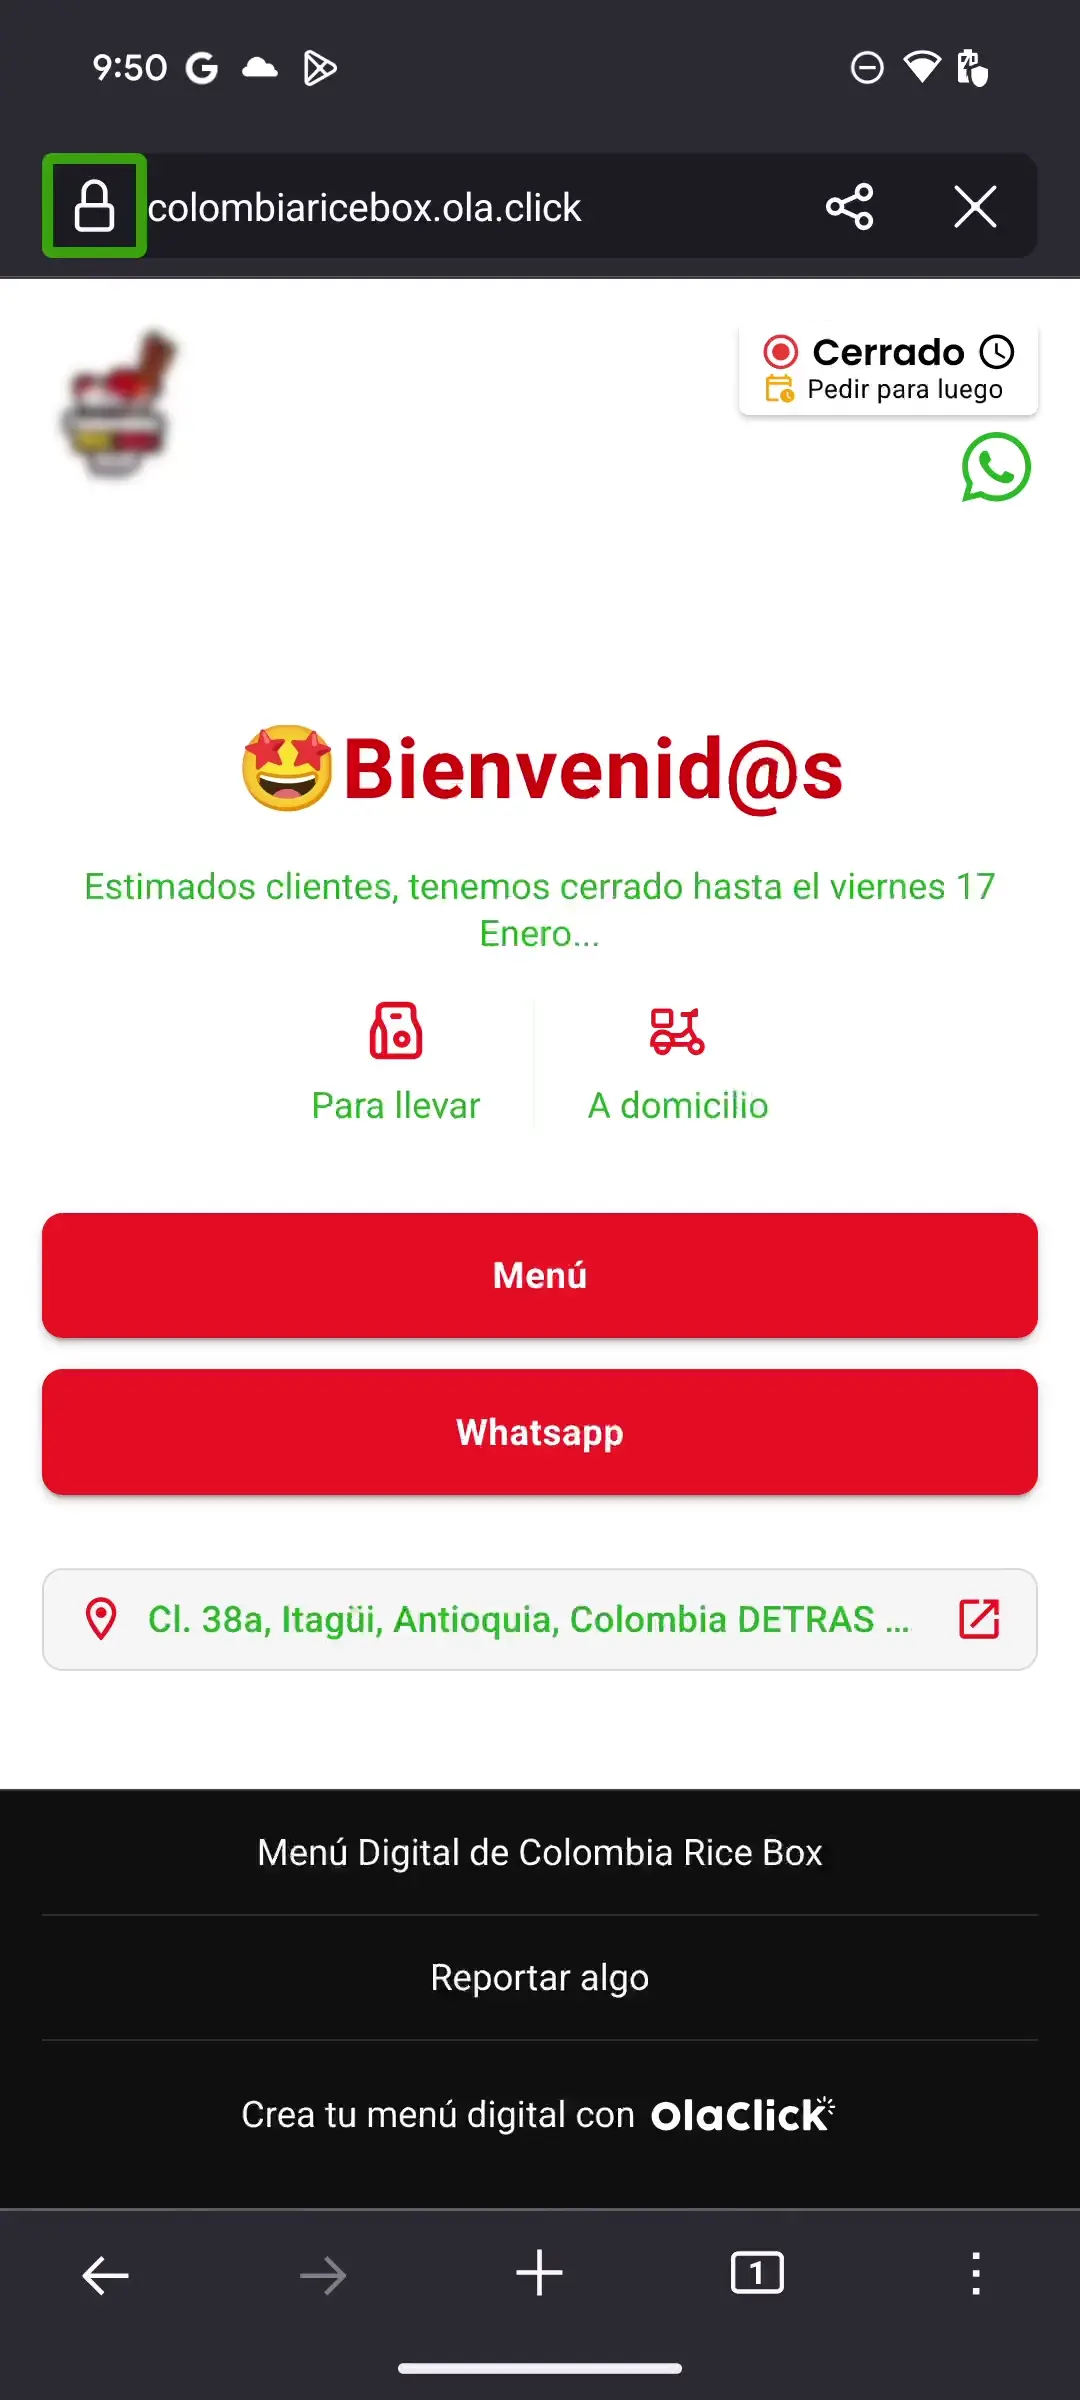 9:50
colombiaricebox.ola.click
Cerrado
Pedir para luego
Bienvenid@s
Estimados clientes, tenemos cerrado hasta el viernes 17
Enero...
Para llevar
A domicilio
Menú
Whatsapp
Cl. 38a, Itagüi, Antioquia, Colombia DETRAS ...
Menú Digital de Colombia Rice Box
Reportar algo
Crea tu menú digital con OlaClick
1